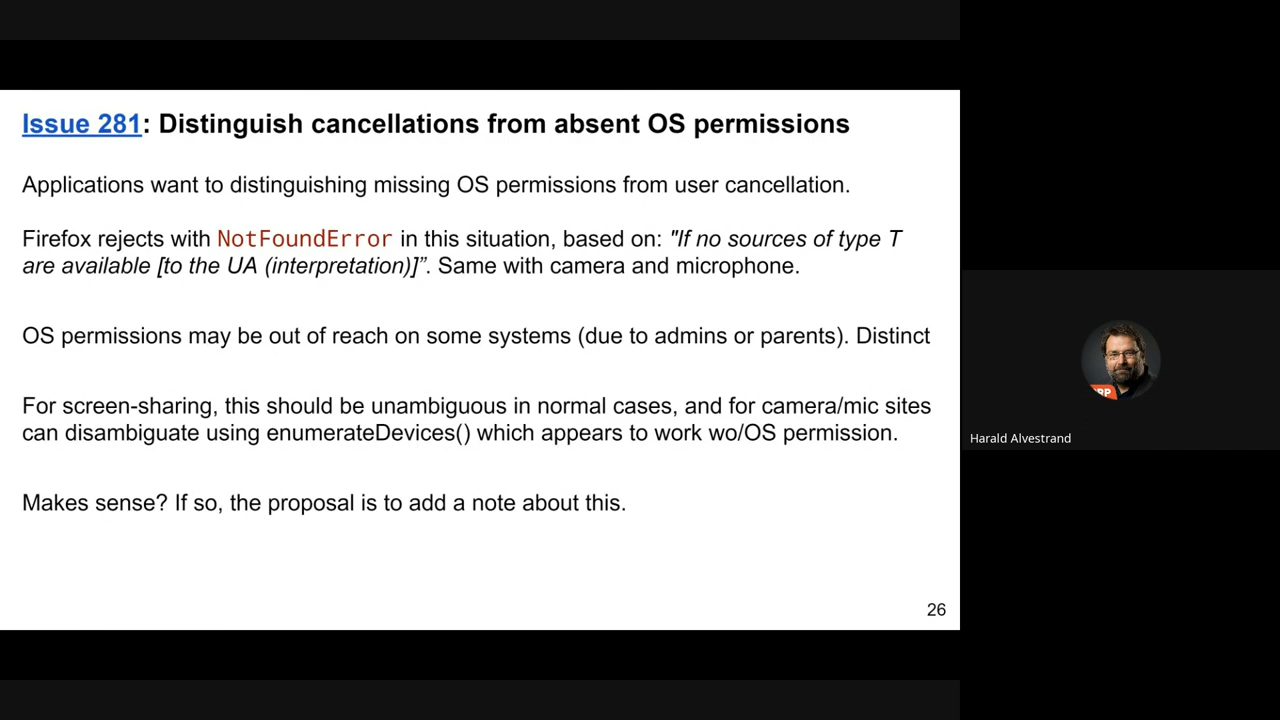 Issue 281: Distinguish cancellations from absent OS permissions
Applications want to distinguishing missing OS permissions from user cancellation.
Firefox rejects with NotFoundError in this situation, based on: "If no sources of type T
are available [to the UA (interpretation)]”. Same with camera and microphone.
OS permissions may be out of reach on some systems (due to admins or parents). Distinct
For screen-sharing, this should be unambiguous in normal cases, and for camera/mic sites
can disambiguate using enumerateDevices() which appears to work wo/OS permission.
Makes sense? If so, the proposal is to add a note about this.
26
Harald Alvestrand